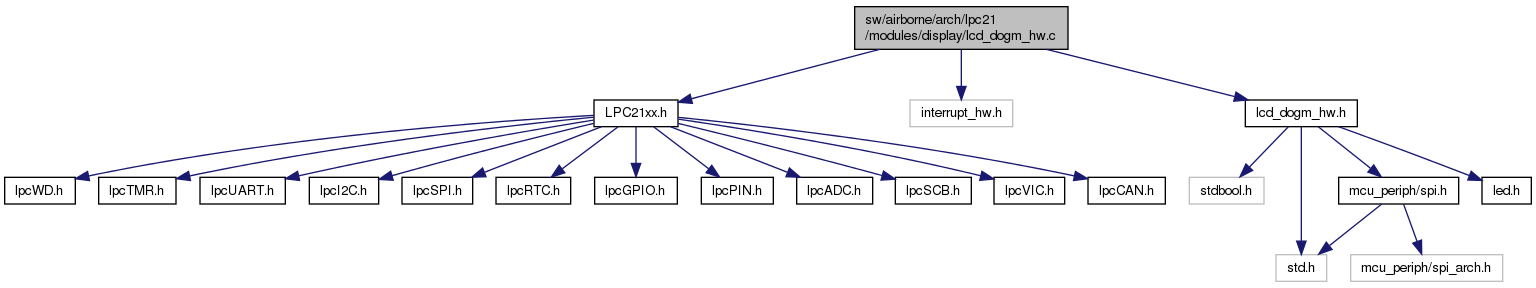 sw/airborne/arch/lpc21
/modules/display/lcd_dogm_hw.c
LPC21xx.h
interrupt_hw.h
lcd_dogm_hw.h
lpcWD.h
lpcTMR.h
lpcUART.h
lpcI2C.h
lpcSPI.h
lpcRTC.h
lpcGPIO.h
lpcPIN.h
lpcADC.h
lpcSCB.h
lpcVIC.h
lpcCAN.h
stdbool.h
mcu_periph/spi.h
led.h
std.h
mcu_periph/spi_arch.h